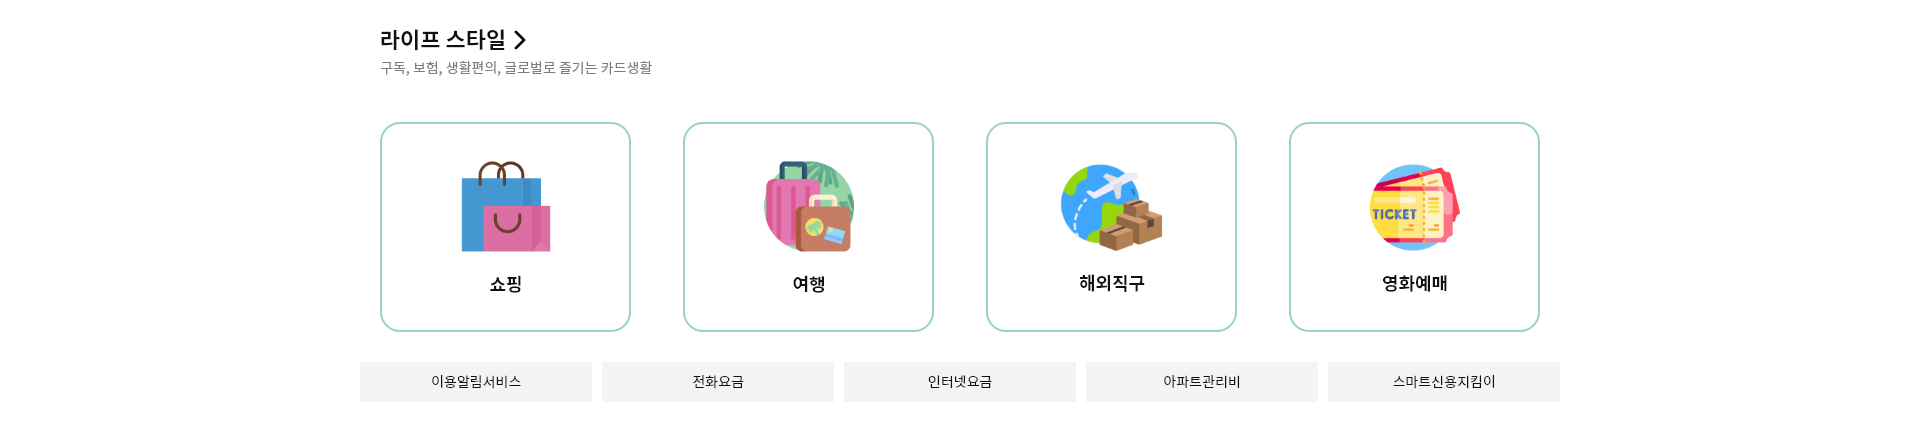 라이프 스타일
구독, 보험, 생활편의, 글로벌로 즐기는 카드생활
TICKET
쇼핑
여행
해외직구
영화예매
이용알림서비스
전화요금
인터넷요금
아파트관리비
스마트신용지킴이